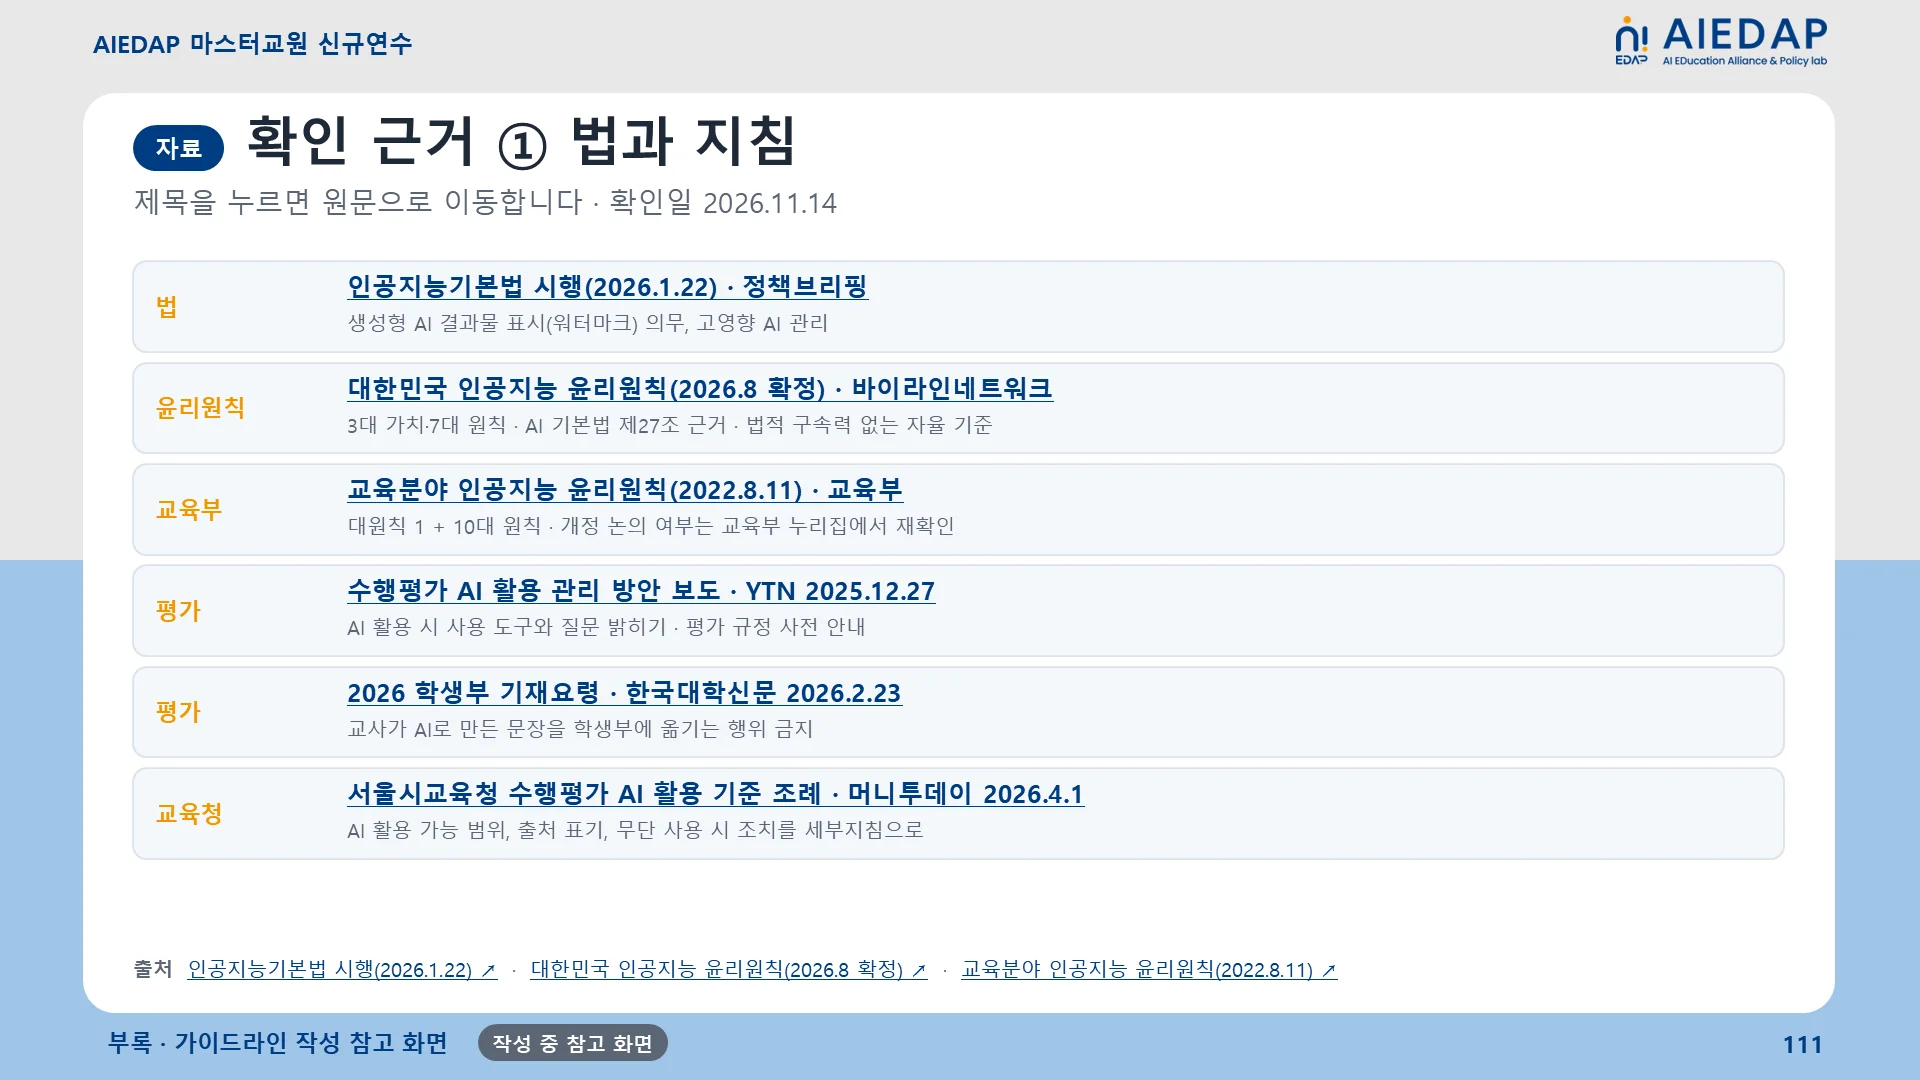 AIEDAP 마스터교원 신규연수
AIEDAP
EDAP
AI EDucation Alliance & Policy lab
자료 확인 근거 ① 법과 지침
제목을 누르면 원문으로 이동합니다 · 확인일 2026.11.14
법
인공지능기본법 시행(2026.1.22) · 정책브리핑
생성형 AI 결과물 표시(워터마크) 의무, 고영향 AI 관리
윤리원칙
대한민국 인공지능 윤리원칙(2026.8 확정) · 바이라인네트워크
3대 가치·7대 원칙 · AI 기본법 제27조 근거 · 법적 구속력 없는 자율 기준
교육부
교육분야 인공지능 윤리원칙(2022.8.11) · 교육부
대원칙 1 + 10대 원칙 · 개정 논의 여부는 교육부 누리집에서 재확인
평가
수행평가 AI 활용 관리 방안 보도 · YTN 2025.12.27
AI 활용 시 사용 도구와 질문 밝히기 · 평가 규정 사전 안내
평가
2026 학생부 기재요령 · 한국대학신문 2026.2.23
교사가 AI로 만든 문장을 학생부에 옮기는 행위 금지
교육청
서울시교육청 수행평가 AI 활용 기준 조례 · 머니투데이 2026.4.1
AI 활용 가능 범위, 출처 표기, 무단 사용 시 조치를 세부지침으로
출처 인공지능기본법 시행(2026.1.22) ↗ · 대한민국 인공지능 윤리원칙(2026.8 확정) ↗ · 교육분야 인공지능 윤리원칙(2022.8.11) ↗
부록 · 가이드라인 작성 참고 화면 작성 중 참고 화면
111